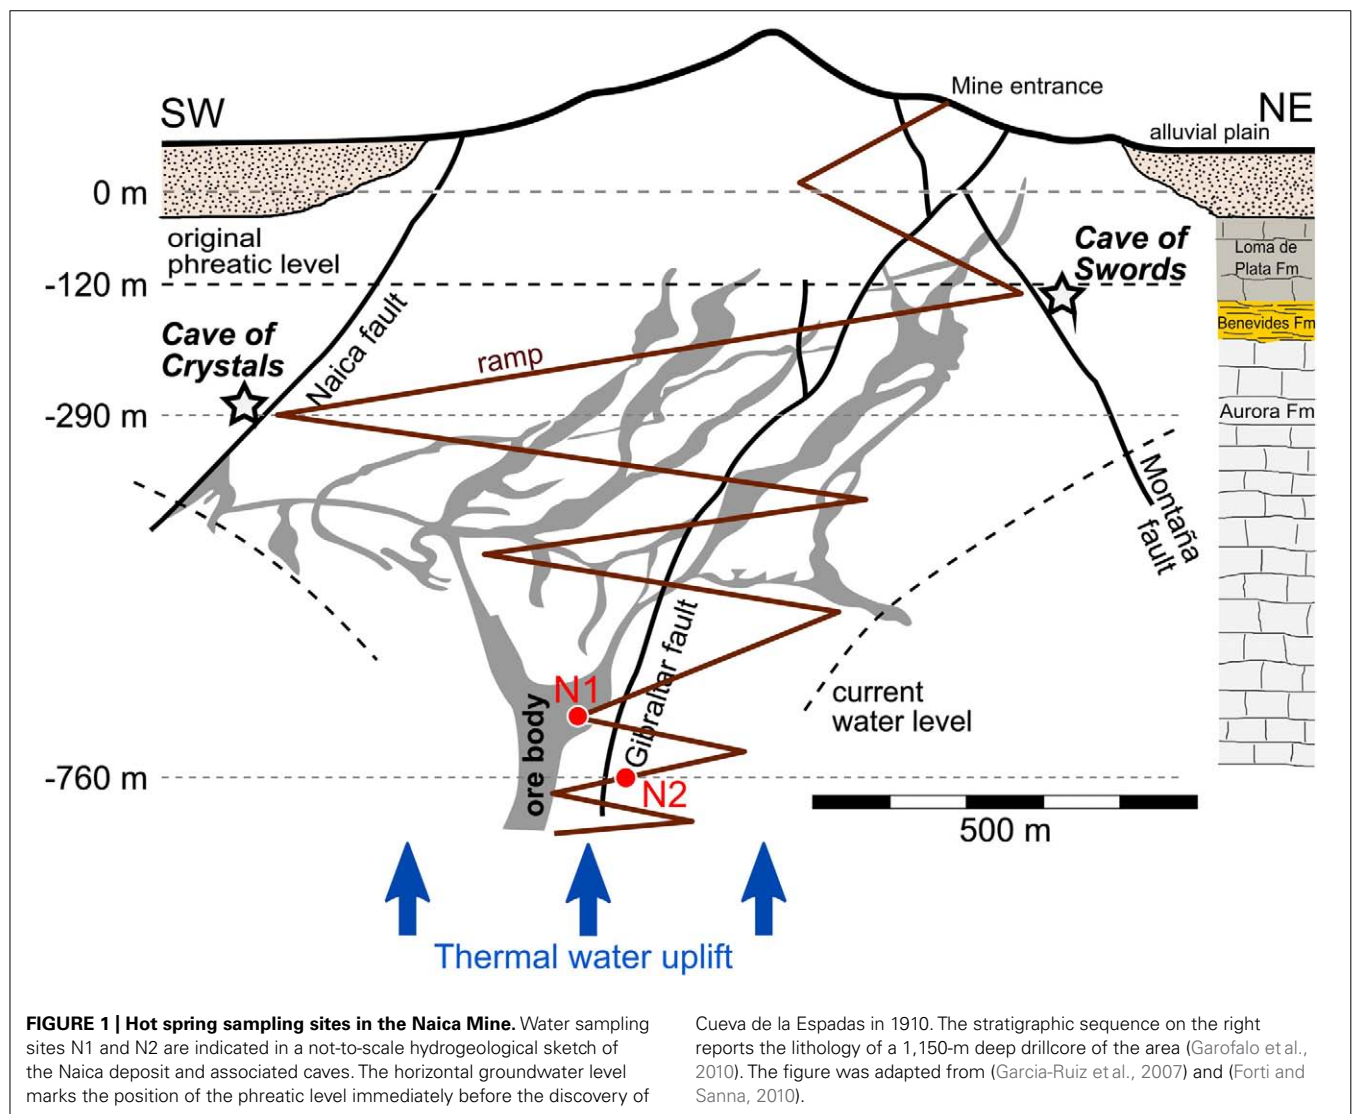 Mine entrance
SW
NE
alluvial plain
0 m
original
phreatic level
Cave of
Swords
Loma de
Plata Fm
-120 m
Benevides Fm
Cave of
Crystals
Naica fault
ramp
-290 m
Aurora Fm
Montaña
fault
Gibraltar fault
N1
ore body
current
water level
-760 m
N2
500 m
Thermal water uplift
FIGURE 1 | Hot spring sampling sites in the Naica Mine. Water sampling
sites N1 and N2 are indicated in a not-to-scale hydrogeological sketch of
the Naica deposit and associated caves. The horizontal groundwater level
marks the position of the phreatic level immediately before the discovery of
Cueva de la Espadas in 1910. The stratigraphic sequence on the right
reports the lithology of a 1,150-m deep drillcore of the area (Garofalo et al.,
2010). The figure was adapted from (Garcia-Ruiz et al., 2007) and (Forti and
Sanna, 2010).